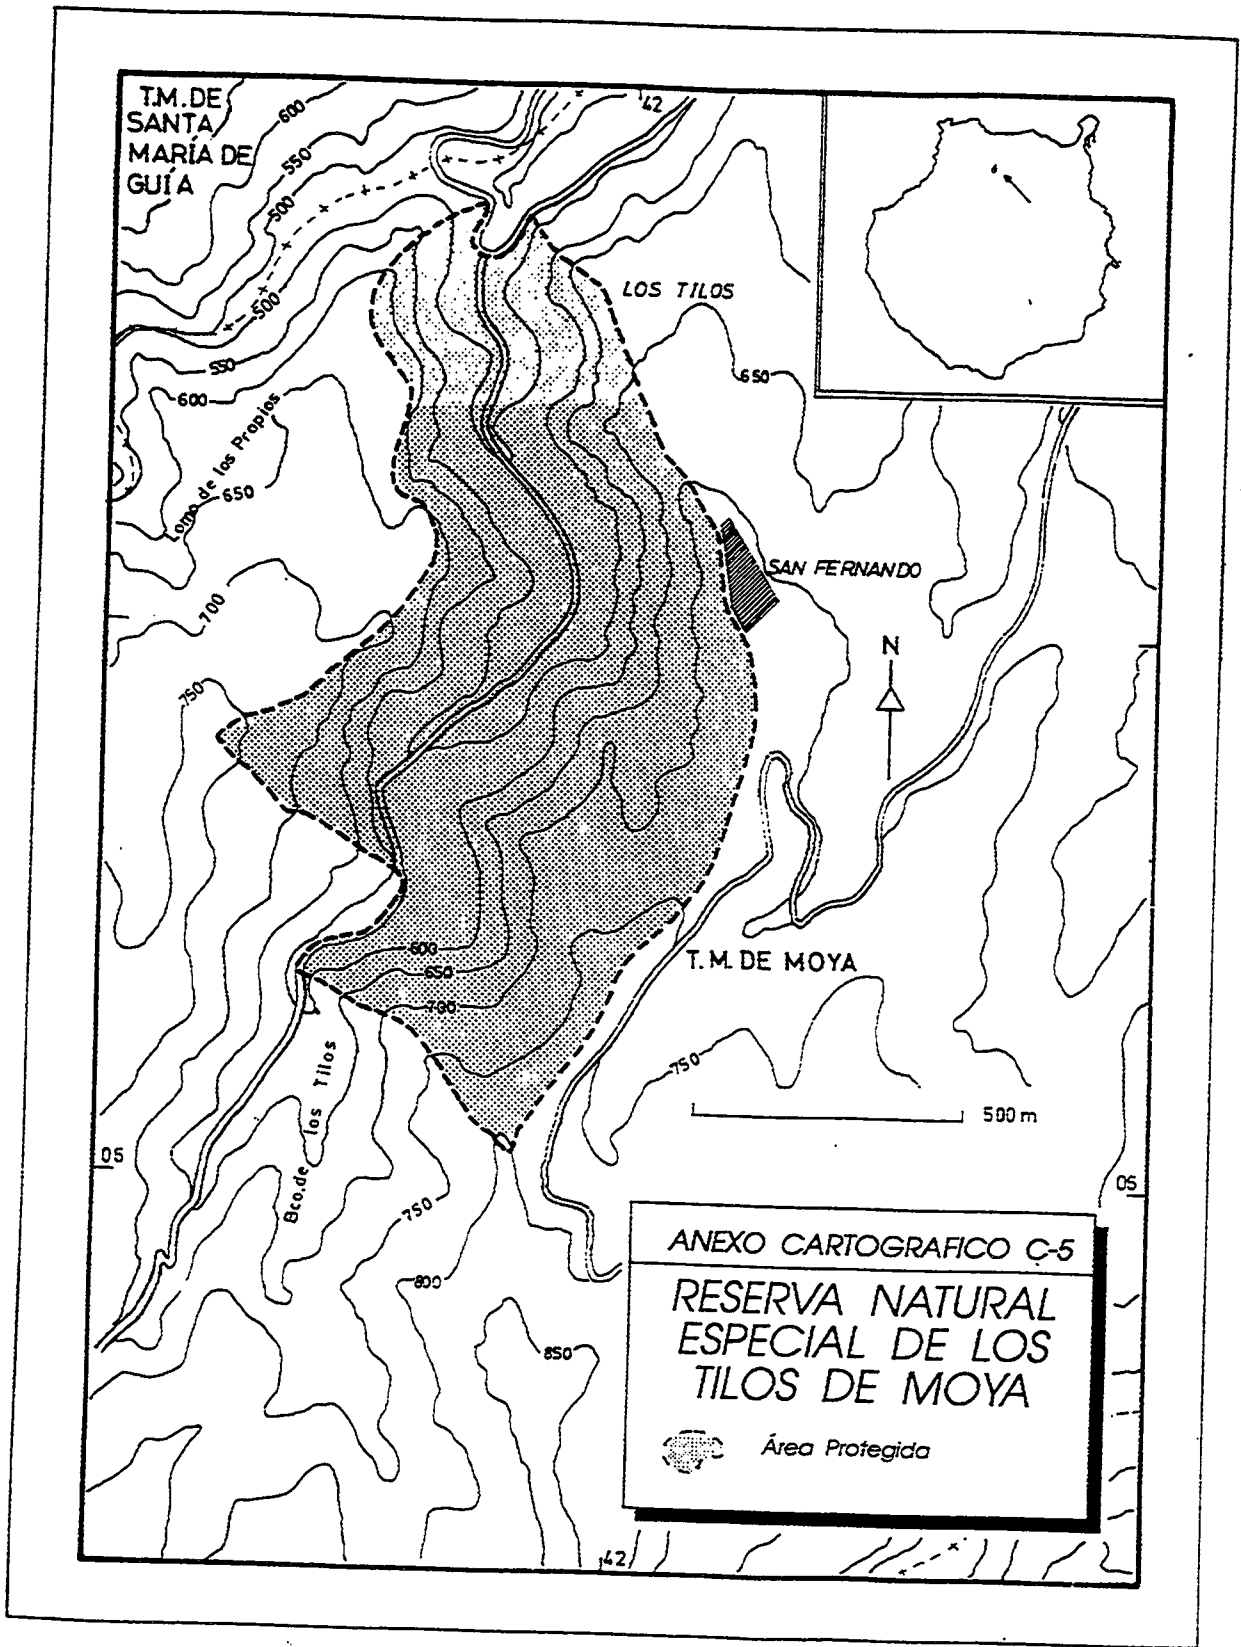 T.M. DE
SANTA
MARÍA DE
GUÍA
600
550
500
42
500
550
600
LOS TILOS
650
Lomo de los Propios
650
SAN FERNANDO
700
N
750
600
650
700
T.M. DE MOYA
750
500 m
05
05
Bco. de los Tilos
750
800
850
42
ANEXO CARTOGRAFICO C-5
RESERVA NATURAL
ESPECIAL DE LOS
TILOS DE MOYA
Área Protegida